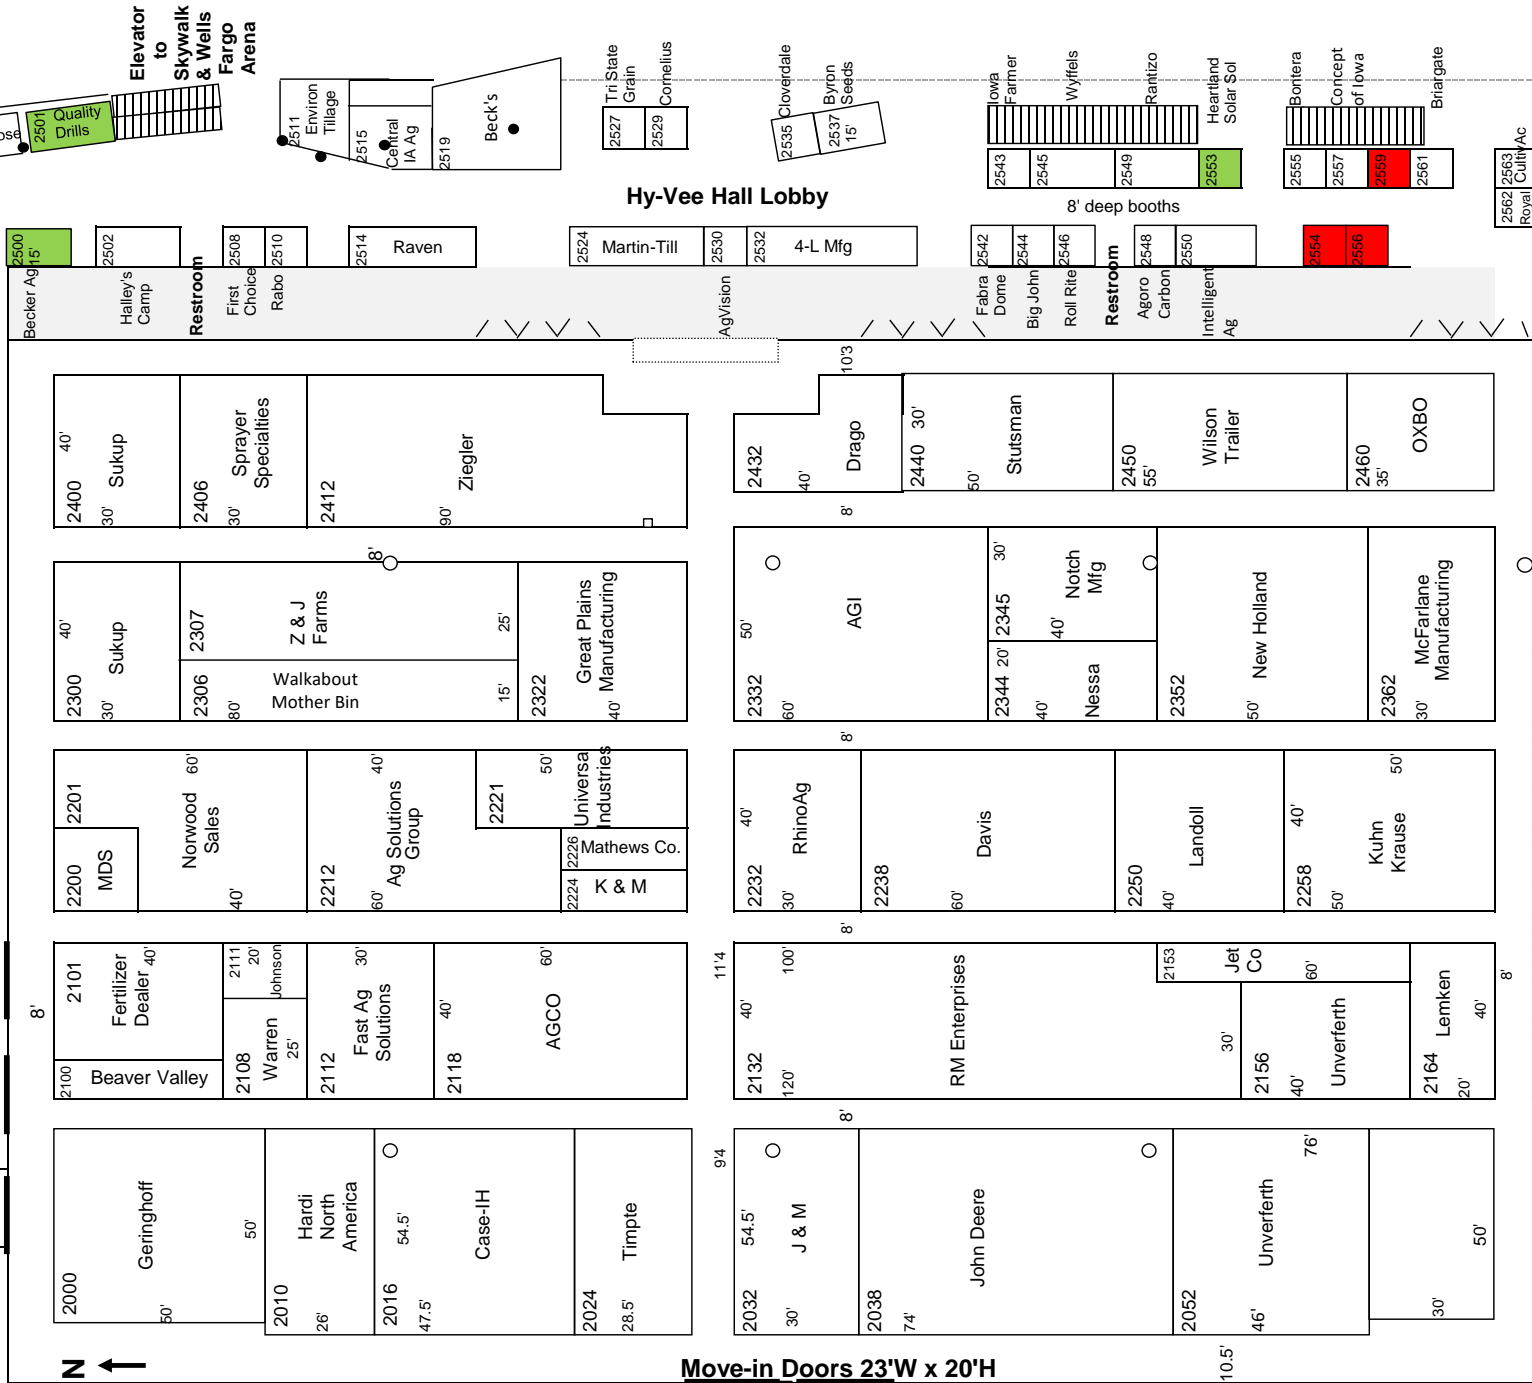 Elevator
to
Skywalk
& Wells
Fargo
Arena
ose
2501
Quality
Drills
2511
Environ
Tillage
2515
Central
IA Ag
2519
Beck's
Tri State
Grain
Cornelius
2527
2529
Cloverdale
Byron
Seeds
2535
2537
15'
Iowa
Farmer
Wyffels
Rantizo
Heartland
Solar Sol
Boritera
Concept
of Iowa
Briargate
2543
2545
2549
2553
2555
2557
2559
2561
2563
CultivAc
2562
Royal
Hy-Vee Hall Lobby
8' deep booths
2500
15'
2502
2508
2510
2514
Raven
2524
Martin-Till
2530
2532
4-L Mfg
2542
2544
2546
2548
2550
2554
2556
Becker Ag
Halley's
Camp
Restroom
First
Choice
Rabo
AgVision
Fabra
Dome
Big John
Roll Rite
Restroom
Agoro
Carbon
Intelligent
Ag
10'3
2400
40'
30'
Sukup
2406
30'
Sprayer
Specialties
2412
90'
Ziegler
2432
40'
Drago
2440
30'
50'
Stutsman
2450
55'
Wilson
Trailer
2460
35'
OXBO
8'
8'
2300
40'
30'
Sukup
2307
Z & J
Farms
25'
2306
80'
Walkabout
Mother Bin
15'
2322
40'
Great Plains
Manufacturing
2332
50'
60'
AGI
2345
30'
40'
Notch
Mfg
2344
20'
40'
Nessa
2352
50'
New Holland
2362
30'
McFarlane
Manufacturing
8'
2201
60'
2200
MDS
Norwood
Sales
40'
2212
40'
60'
Ag Solutions
Group
2221
50'
Universa
Industries
2226
Mathews Co.
2224
K & M
2232
40'
30'
RhinoAg
2238
60'
Davis
2250
40'
Landoll
2258
40'
50'
50'
Kuhn
Krause
8'
8'
2101
40'
Fertilizer
Dealer
2100
Beaver Valley
2111
20'
Johnson
2108
Warren
25'
2112
30'
Fast Ag
Solutions
2118
40'
60'
AGCO
11'4
2132
40'
100'
120'
RM Enterprises
2153
Jet
Co
60'
30'
2156
40'
Unverferth
2164
40'
20'
Lemken
8'
8'
2000
50'
50'
Geringhoff
2010
26'
Hardi
North
America
2016
54.5'
47.5'
Case-IH
2024
28.5'
Timpte
9'4
2032
54.5'
30'
J & M
2038
74'
John Deere
2052
76'
46'
Unverferth
50'
30'
10.5'
N
Move-in Doors 23'W x 20'H